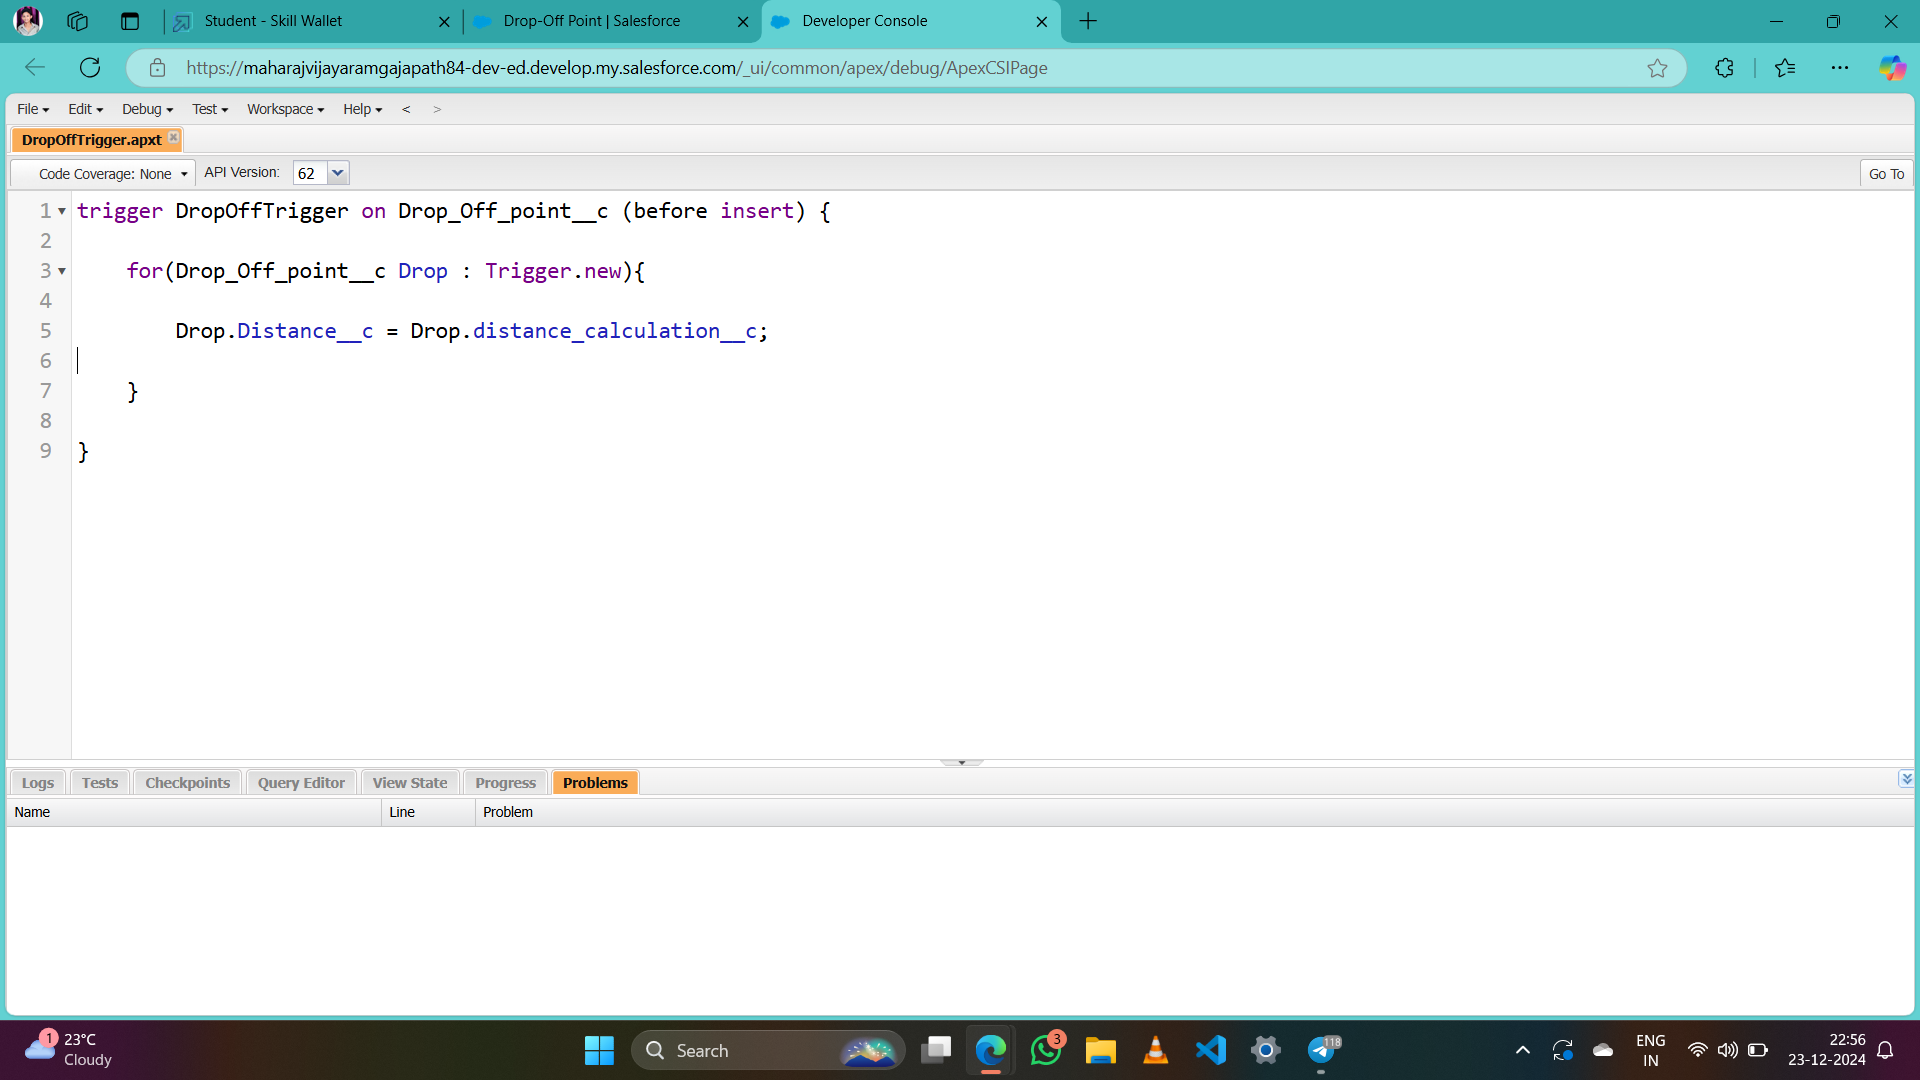 Student - Skill Wallet
Drop-Off Point | Salesforce
Developer Console
https://maharajvijayaramgajapath84-dev-ed.develop.my.salesforce.com/_ui/common/apex/debug/ApexCSIPage
File Edit Debug Test Workspace Help < >
DropOffTrigger.apxt
Code Coverage: None API Version: 62 Go To
1 trigger DropOffTrigger on Drop_Off_point__c (before insert) {
2
3 for(Drop_Off_point__c Drop : Trigger.new){
4
5 Drop.Distance__c = Drop.distance_calculation__c;
6
7 }
8
9 }
Logs Tests Checkpoints Query Editor View State Progress Problems
Name Line Problem
1
23°C
Cloudy
Search
3
118
ENG
IN
22:56
23-12-2024